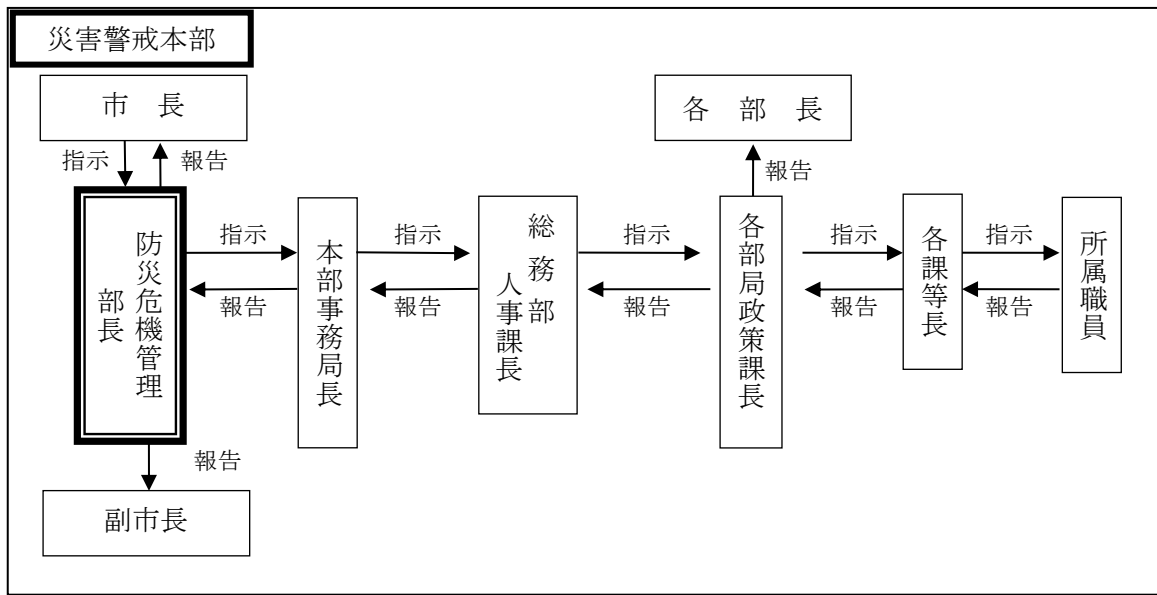 災害警戒本部
市　長
各　部　長
指示
報告
報告
防災危機管理
部長
指示
報告
本部事務局長
指示
報告
総務部
人事課長
指示
報告
各部局政策課長
指示
報告
各課等長
指示
報告
所属職員
報告
副市長